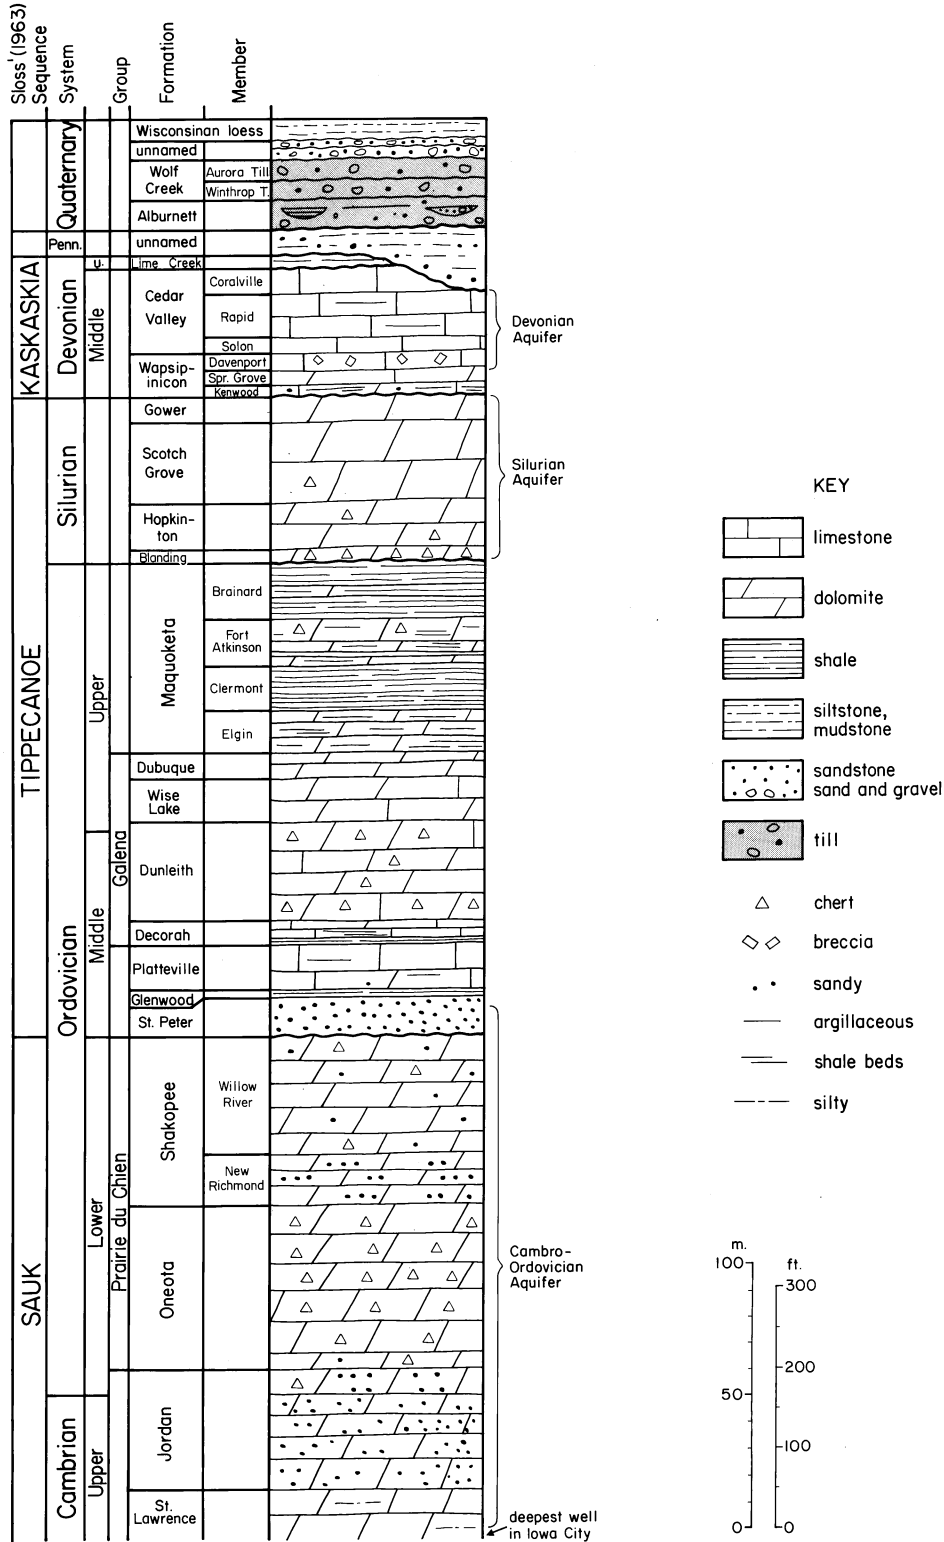 Sloss' (1963)
Sequence
System
Group
Formation
Member
Quaternary
Wisconsinan loess
unnamed
Wolf
Creek
Aurora Till
Winthrop T.
Alburnett
Penn.
unnamed
KASKASKIA
Devonian
u.
Lime Creek
Middle
Cedar
Valley
Coralville
Rapid
Solon
Wapsip-
inicon
Davenport
Spr. Grove
Kenwood
Devonian
Aquifer
TIPPECANOE
Silurian
Gower
Scotch
Grove
Hopkin-
ton
Blanding
Silurian
Aquifer
Ordovician
Upper
Maquoketa
Brainard
Fort
Atkinson
Clermont
Elgin
Galena
Dubuque
Wise
Lake
Middle
Dunleith
Decorah
Platteville
Glenwood
St. Peter
SAUK
Lower
Prairie du Chien
Shakopee
Willow
River
New
Richmond
Oneota
Cambro-
Ordovician
Aquifer
Cambrian
Upper
Jordan
St.
Lawrence
deepest well
in Iowa City
KEY
limestone
dolomite
shale
siltstone,
mudstone
sandstone
sand and gravel
till
chert
breccia
sandy
argillaceous
shale beds
silty
m.
100
50
0
ft.
300
200
100
0